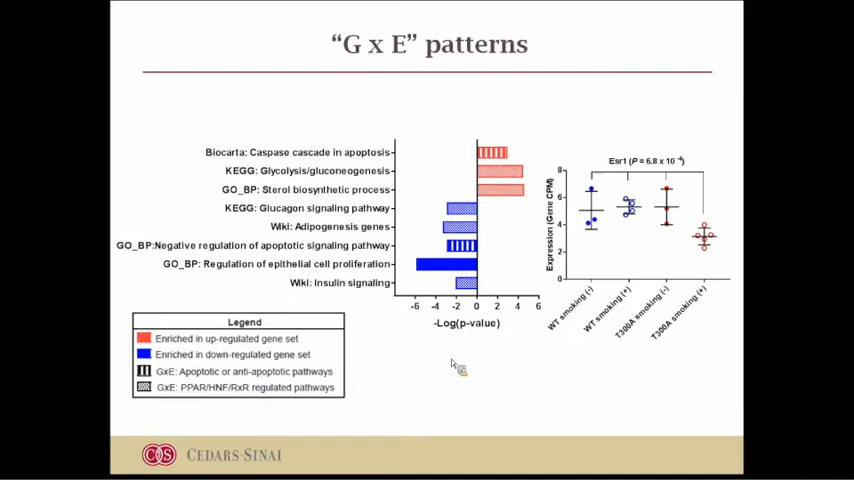 “G x E” patterns
Biocarta: Caspase cascade in apoptosis
KEGG: Glycolysis/gluconeogenesis
GO_BP: Sterol biosynthetic process
KEGG: Glucagon signaling pathway
Wiki: Adipogenesis genes
GO_BP:Negative regulation of apoptotic signaling pathway
GO_BP: Regulation of epithelial cell proliferation
Wiki: Insulin signaling
-6 -4 -2 0 2 4 6
-Log(p-value)
Esr1 (P = 6.8 x 10⁻⁴)
Expression (Gene CPM)
8
6
4
2
0
WT smoking (-)
WT smoking (+)
T300A smoking (-)
T300A smoking (+)
Legend
Enriched in up-regulated gene set
Enriched in down-regulated gene set
GxE: Apoptotic or anti-apoptotic pathways
GxE: PPAR/HNF/RxR regulated pathways
CEDARS-SINAI